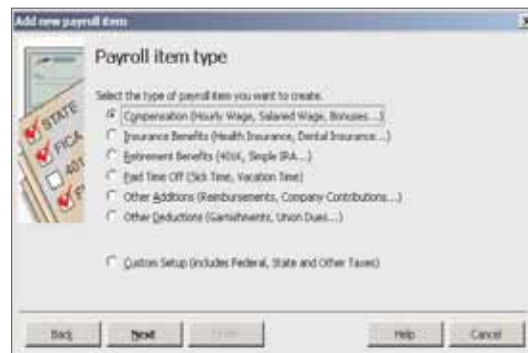 Add new payroll item
Payroll item type
Select the type of payroll item you want to create.
Compensation (Hourly Wage, Salaried Wage, Bonuses...)
Insurance Benefits (Health Insurance, Dental Insurance...)
Retirement Benefits (401K, Simple IRA...)
Paid Time Off (Sick Time, Vacation Time)
Other Additions (Reimbursements, Company Contributions...)
Other Deductions (Garnishments, Union Dues...)
Custom Setup (includes Federal, State and Other Taxes)
STATE
FICA
401
Back Next Help Cancel